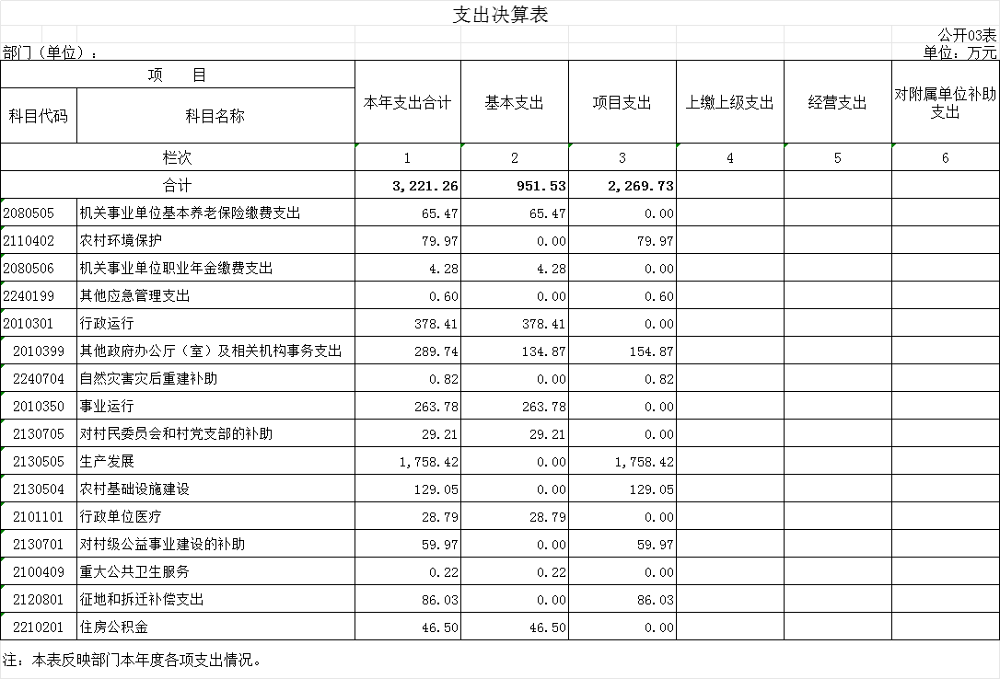 支出决算表
公开03表
部门（单位）： 单位：万元
项 目 本年支出合计 基本支出 项目支出 上缴上级支出 经营支出 对附属单位补助支出
科目代码 科目名称
栏次 1 2 3 4 5 6
合计 3,221.26 951.53 2,269.73
2080505 机关事业单位基本养老保险缴费支出 65.47 65.47 0.00
2110402 农村环境保护 79.97 0.00 79.97
2080506 机关事业单位职业年金缴费支出 4.28 4.28 0.00
2240199 其他应急管理支出 0.60 0.00 0.60
2010301 行政运行 378.41 378.41 0.00
2010399 其他政府办公厅（室）及相关机构事务支出 289.74 134.87 154.87
2240704 自然灾害灾后重建补助 0.82 0.00 0.82
2010350 事业运行 263.78 263.78 0.00
2130705 对村民委员会和村党支部的补助 29.21 29.21 0.00
2130505 生产发展 1,758.42 0.00 1,758.42
2130504 农村基础设施建设 129.05 0.00 129.05
2101101 行政单位医疗 28.79 28.79 0.00
2130701 对村级公益事业建设的补助 59.97 0.00 59.97
2100409 重大公共卫生服务 0.22 0.22 0.00
2120801 征地和拆迁补偿支出 86.03 0.00 86.03
2210201 住房公积金 46.50 46.50 0.00
注：本表反映部门本年度各项支出情况。